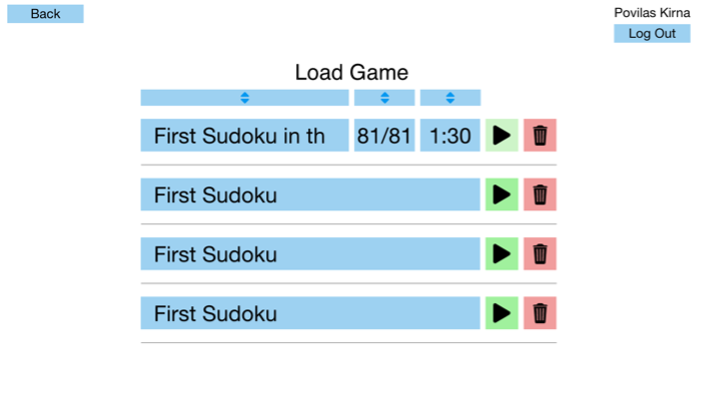 Back
Povilas Kirna
Log Out
Load Game
First Sudoku in th 81/81 1:30
First Sudoku
First Sudoku
First Sudoku